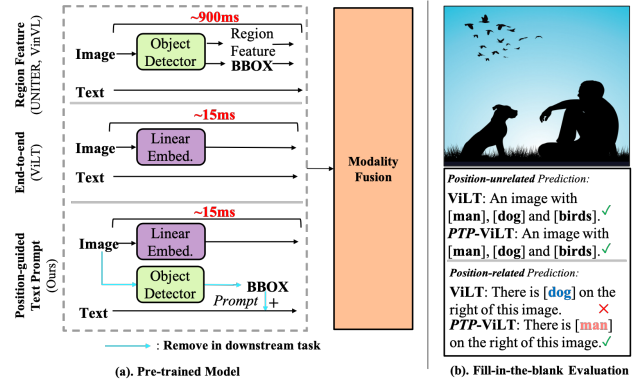 Region Feature
(UNITER, VinVL)
~900ms
Image
Object
Detector
Region
Feature
BBOX
Text
End-to-end
(ViLT)
~15ms
Image
Linear
Embed.
Text
Position-guided
Text Prompt
(Ours)
~15ms
Image
Linear
Embed.
Object
Detector
BBOX
Prompt +
Text
: Remove in downstream task
Modality
Fusion
(a). Pre-trained Model
Position-unrelated Prediction:
ViLT: An image with
[man], [dog] and [birds].✓
PTP-ViLT: An image with
[man], [dog] and [birds].✓
Position-related Prediction:
ViLT: There is [dog] on the
right of this image. ✕
PTP-ViLT: There is [man]
on the right of this image.✓
(b). Fill-in-the-blank Evaluation